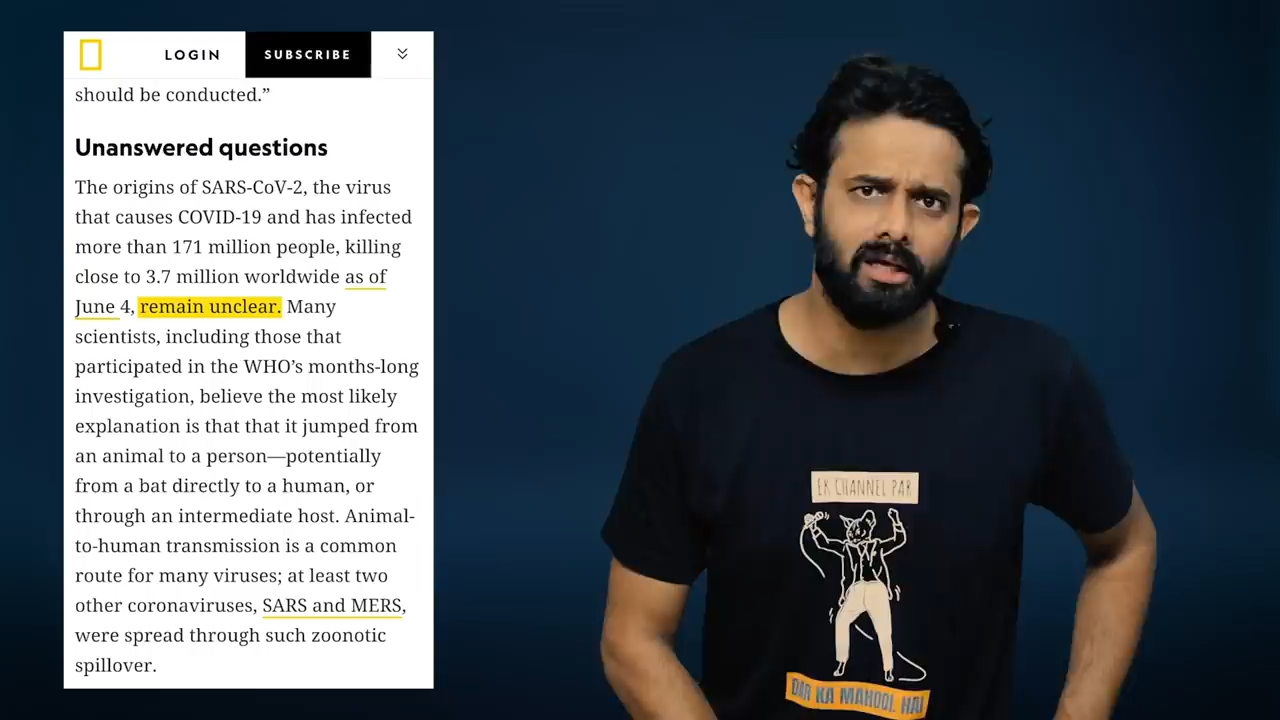 LOGIN
SUBSCRIBE
should be conducted.”
Unanswered questions
The origins of SARS-CoV-2, the virus
that causes COVID-19 and has infected
more than 171 million people, killing
close to 3.7 million worldwide as of
June 4, remain unclear. Many
scientists, including those that
participated in the WHO’s months-long
investigation, believe the most likely
explanation is that that it jumped from
an animal to a person—potentially
from a bat directly to a human, or
through an intermediate host. Animal-
to-human transmission is a common
route for many viruses; at least two
other coronaviruses, SARS and MERS,
were spread through such zoonotic
spillover.
EK CHANNEL PAR
DAR KA MAHOOL HAI